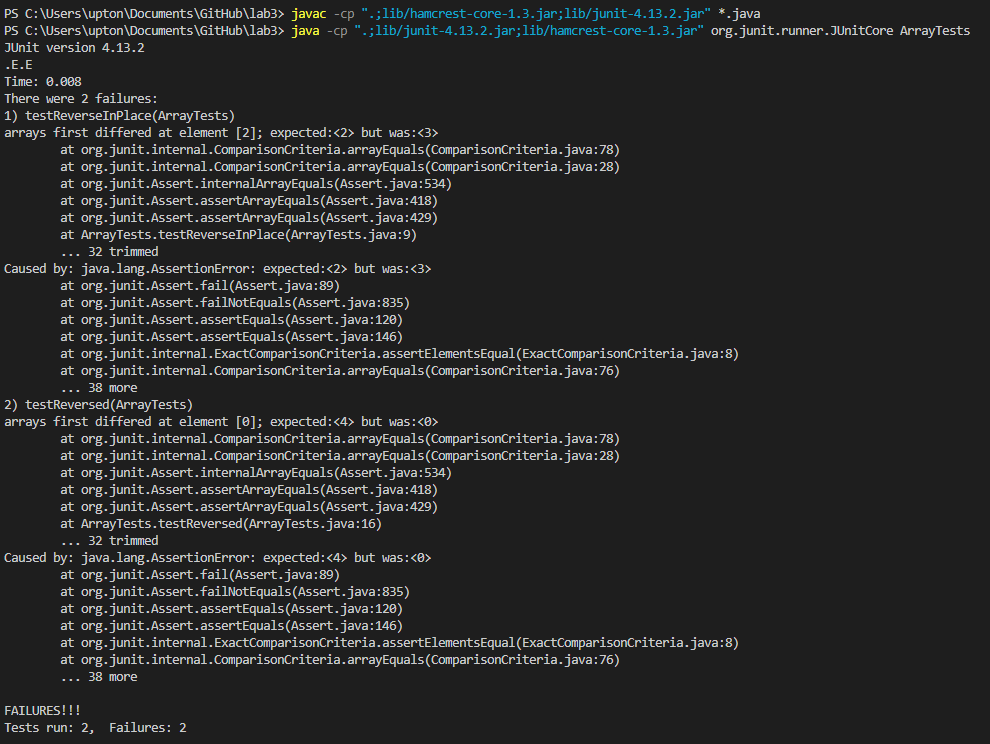 PS C:\Users\upton\Documents\GitHub\lab3> javac -cp ".;lib/hamcrest-core-1.3.jar;lib/junit-4.13.2.jar" *.java
PS C:\Users\upton\Documents\GitHub\lab3> java -cp ".;lib/junit-4.13.2.jar;lib/hamcrest-core-1.3.jar" org.junit.runner.JUnitCore ArrayTests
JUnit version 4.13.2
.E.E
Time: 0.008
There were 2 failures:
1) testReverseInPlace(ArrayTests)
arrays first differed at element [2]; expected:<2> but was:<3>
        at org.junit.internal.ComparisonCriteria.arrayEquals(ComparisonCriteria.java:78)
        at org.junit.internal.ComparisonCriteria.arrayEquals(ComparisonCriteria.java:28)
        at org.junit.Assert.internalArrayEquals(Assert.java:534)
        at org.junit.Assert.assertArrayEquals(Assert.java:418)
        at org.junit.Assert.assertArrayEquals(Assert.java:429)
        at ArrayTests.testReverseInPlace(ArrayTests.java:9)
        ... 32 trimmed
Caused by: java.lang.AssertionError: expected:<2> but was:<3>
        at org.junit.Assert.fail(Assert.java:89)
        at org.junit.Assert.failNotEquals(Assert.java:835)
        at org.junit.Assert.assertEquals(Assert.java:120)
        at org.junit.Assert.assertEquals(Assert.java:146)
        at org.junit.internal.ExactComparisonCriteria.assertElementsEqual(ExactComparisonCriteria.java:8)
        at org.junit.internal.ComparisonCriteria.arrayEquals(ComparisonCriteria.java:76)
        ... 38 more
2) testReversed(ArrayTests)
arrays first differed at element [0]; expected:<4> but was:<0>
        at org.junit.internal.ComparisonCriteria.arrayEquals(ComparisonCriteria.java:78)
        at org.junit.internal.ComparisonCriteria.arrayEquals(ComparisonCriteria.java:28)
        at org.junit.Assert.internalArrayEquals(Assert.java:534)
        at org.junit.Assert.assertArrayEquals(Assert.java:418)
        at org.junit.Assert.assertArrayEquals(Assert.java:429)
        at ArrayTests.testReversed(ArrayTests.java:16)
        ... 32 trimmed
Caused by: java.lang.AssertionError: expected:<4> but was:<0>
        at org.junit.Assert.fail(Assert.java:89)
        at org.junit.Assert.failNotEquals(Assert.java:835)
        at org.junit.Assert.assertEquals(Assert.java:120)
        at org.junit.Assert.assertEquals(Assert.java:146)
        at org.junit.internal.ExactComparisonCriteria.assertElementsEqual(ExactComparisonCriteria.java:8)
        at org.junit.internal.ComparisonCriteria.arrayEquals(ComparisonCriteria.java:76)
        ... 38 more

FAILURES!!!
Tests run: 2,  Failures: 2